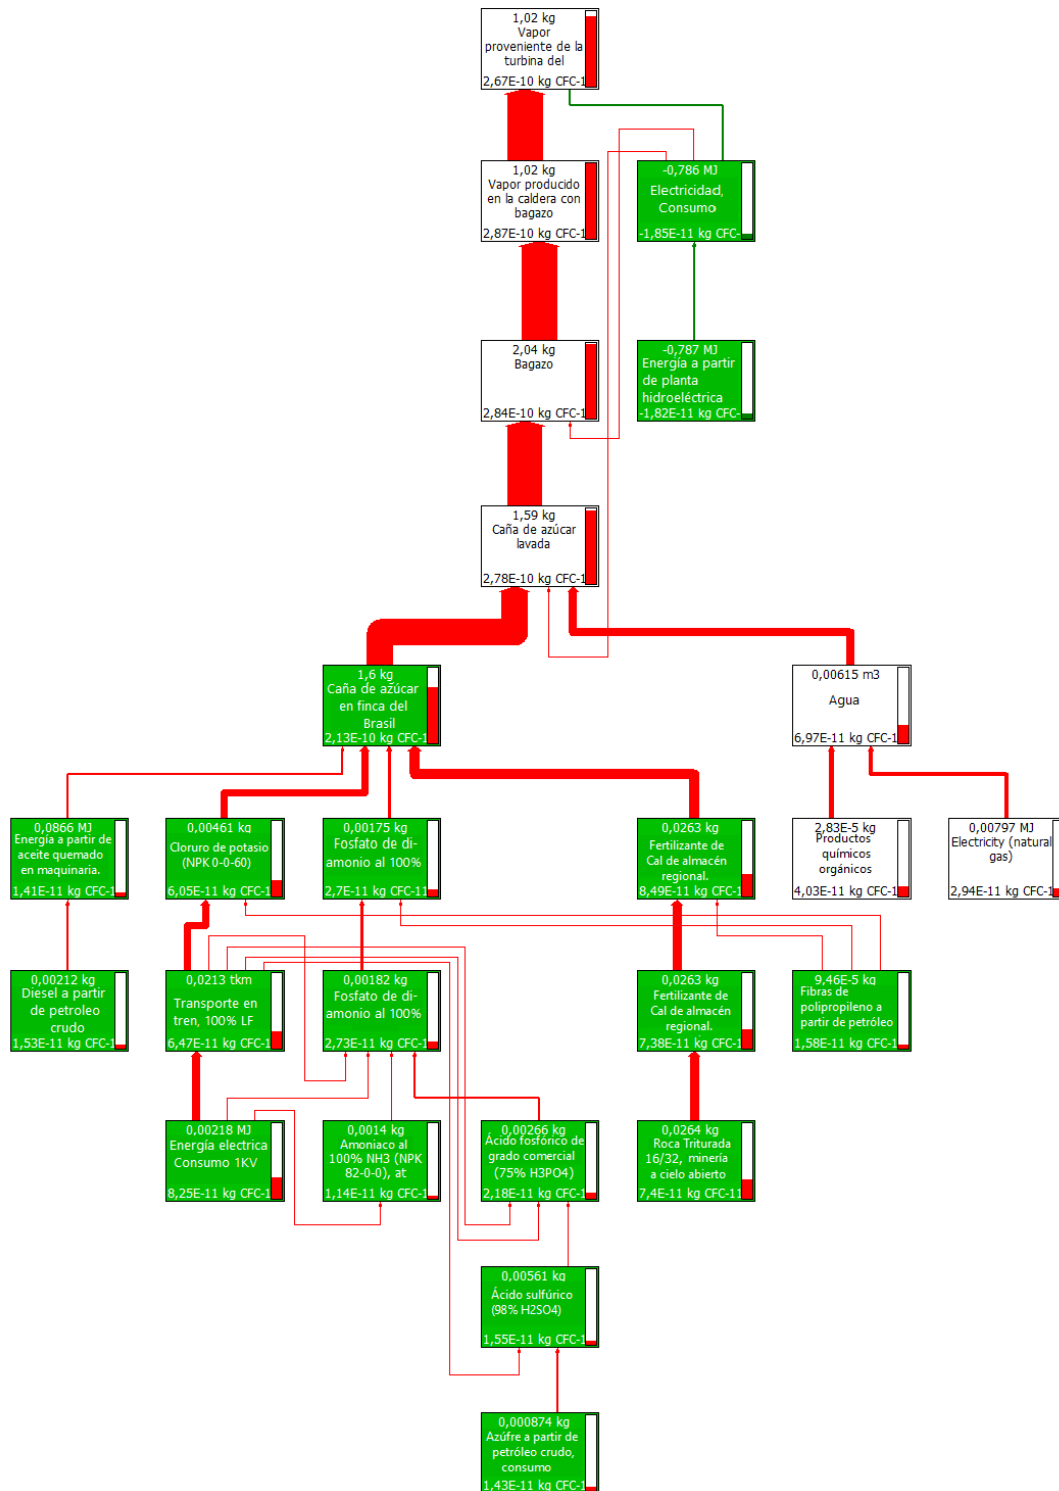 1,02 kg
Vapor
proveniente de la
turbina del
2,67E-10 kg CFC-1
1,02 kg
Vapor producido
en la caldera con
bagazo
2,87E-10 kg CFC-1
-0,786 MJ
Electricidad,
Consumo
-1,85E-11 kg CFC-
2,04 kg
Bagazo
2,84E-10 kg CFC-1
-0,787 MJ
Energía a partir
de planta
hidroeléctrica
-1,82E-11 kg CFC-
1,59 kg
Caña de azúcar
lavada
2,78E-10 kg CFC-1
1,6 kg
Caña de azúcar
en finca del
Brasil
2,13E-10 kg CFC-1
0,00615 m3
Agua
6,97E-11 kg CFC-1
0,0866 MJ
Energía a partir de
aceite quemado
en maquinaria.
1,41E-11 kg CFC-1
0,00461 kg
Cloruro de potasio
(NPK 0-0-60)
6,05E-11 kg CFC-1
0,00175 kg
Fosfato de di-
amonio al 100%
2,7E-11 kg CFC-11
0,0263 kg
Fertilizante de
Cal de almacén
regional.
8,49E-11 kg CFC-1
2,83E-5 kg
Productos
químicos
orgánicos
4,03E-11 kg CFC-1
0,00797 MJ
Electricity (natural
gas)
2,94E-11 kg CFC-1
0,00212 kg
Diesel a partir
de petroleo
crudo
1,53E-11 kg CFC-1
0,0213 tkm
Transporte en
tren, 100% LF
6,47E-11 kg CFC-1
0,00182 kg
Fosfato de di-
amonio al 100%
2,73E-11 kg CFC-1
0,0263 kg
Fertilizante de
Cal de almacén
regional.
7,38E-11 kg CFC-1
9,46E-5 kg
Fibras de
polipropileno a
partir de petróleo
1,58E-11 kg CFC-1
0,00218 MJ
Energía electrica
Consumo 1KV
8,25E-11 kg CFC-1
0,0014 kg
Amoniaco al
100% NH3 (NPK
82-0-0), at
1,14E-11 kg CFC-1
0,00266 kg
Ácido fosfórico de
grado comercial
(75% H3PO4)
2,18E-11 kg CFC-1
0,0264 kg
Roca Triturada
16/32, minería
a cielo abierto
7,4E-11 kg CFC-11
0,00561 kg
Ácido sulfúrico
(98% H2SO4)
1,55E-11 kg CFC-1
0,000874 kg
Azúfre a partir de
petróleo crudo,
consumo
1,43E-11 kg CFC-1